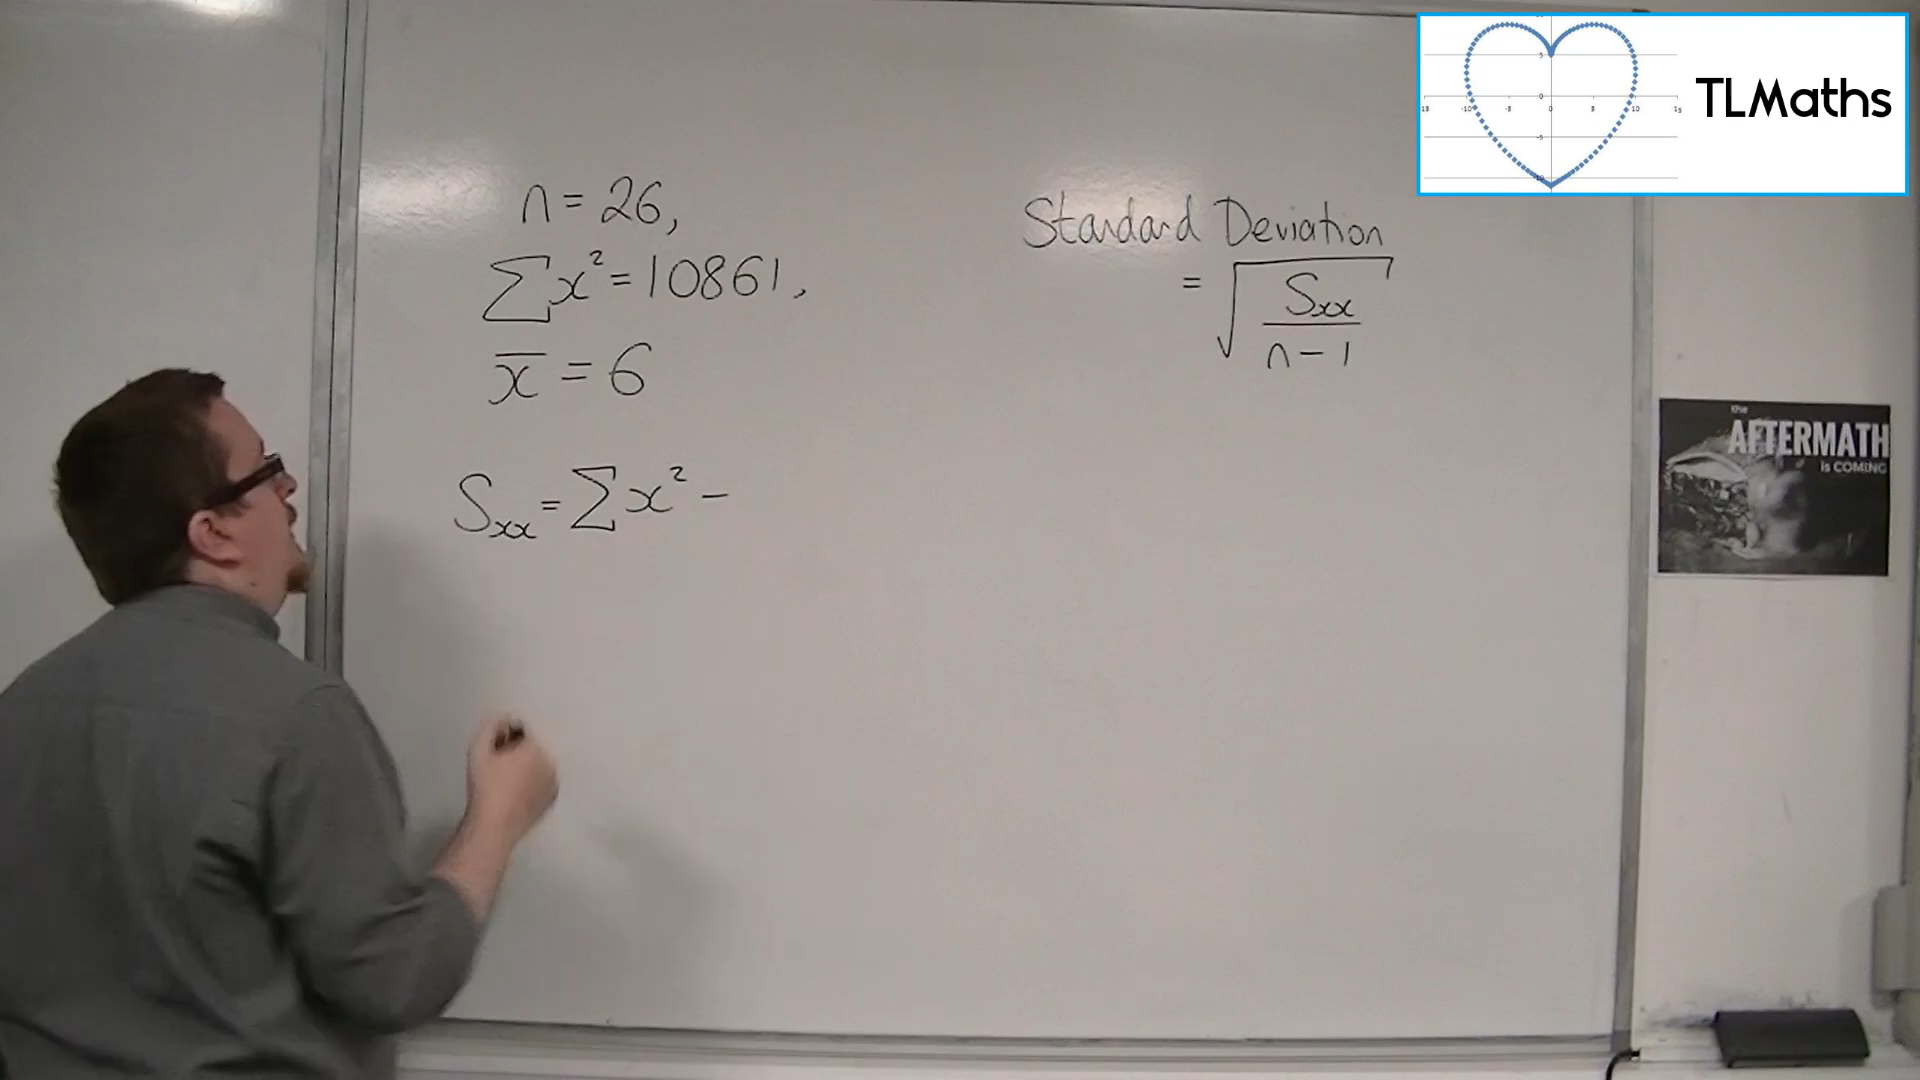 n = 26,
∑x² = 10861,
x̄ = 6
Sxx = ∑x² −
Standard Deviation
= √(Sxx / (n − 1))
TLMaths
the
AFTERMATH
is COMING